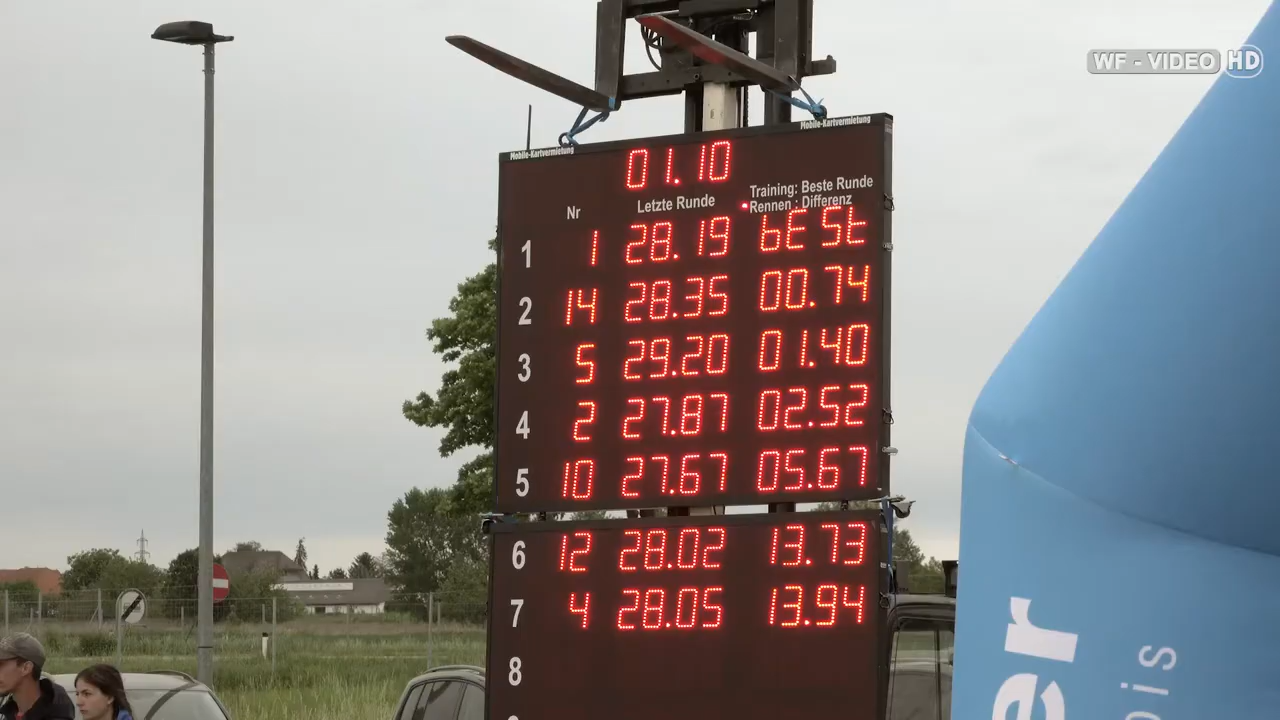 WF - VIDEO HD
Mobile-Kartvermietung Mobile-Kartvermietung
01.10
Training: Beste Runde
Nr Letzte Runde Rennen : Differenz
1 1 28.19 bESt
2 14 28.35 00.74
3 5 29.20 01.40
4 2 27.87 02.52
5 10 27.67 05.67
6 12 28.02 13.73
7 4 28.05 13.94
8
er
ois